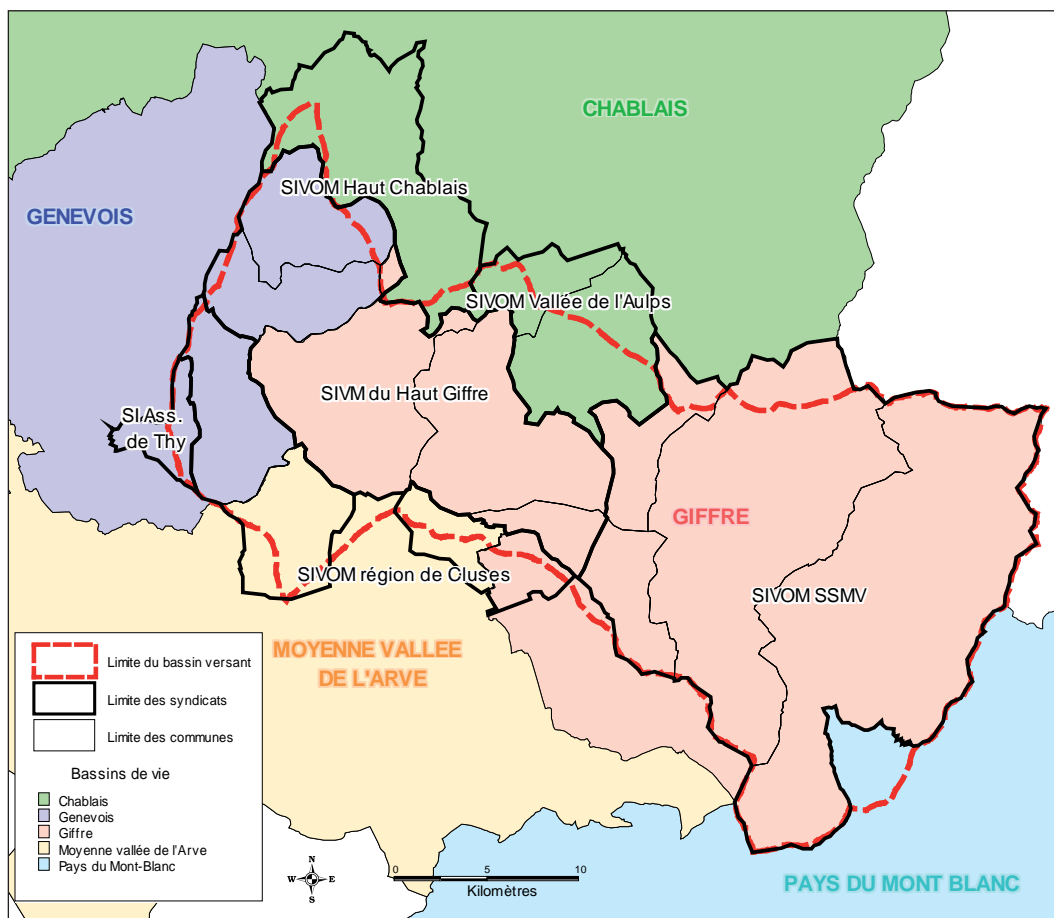 CHABLAIS
SIVOM Haut Chablais
GENEVOIS
SIVOM Vallée de l'Aulps
SIVM du Haut Giffre
SI Ass.
de Thy
GIFFRE
SIVOM région de Cluses
SIVOM SSMV
MOYENNE VALLEE
DE L'ARVE
Limite du bassin versant
Limite des syndicats
Limite des communes
Bassins de vie
Chablais
Genevois
Giffre
Moyenne vallée de l'Arve
Pays du Mont-Blanc
N
W E
S
0 5 10
Kilomètres
PAYS DU MONT BLANC